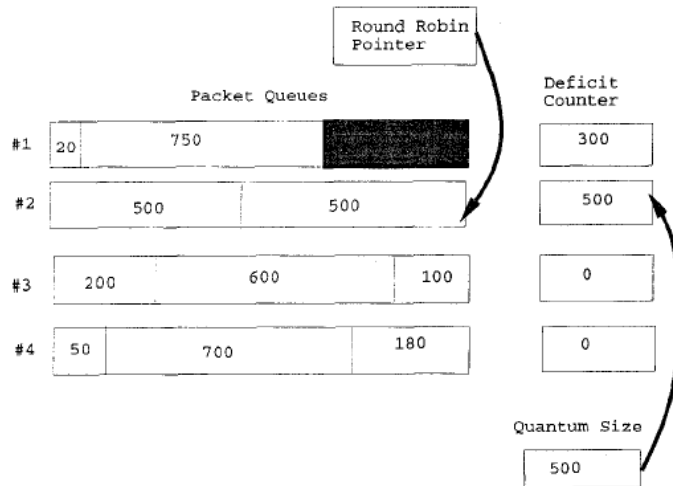 Round Robin
Pointer
Packet Queues
Deficit
Counter
#1 20 750 300
#2 500 500 500
#3 200 600 100 0
#4 50 700 180 0
Quantum Size
500